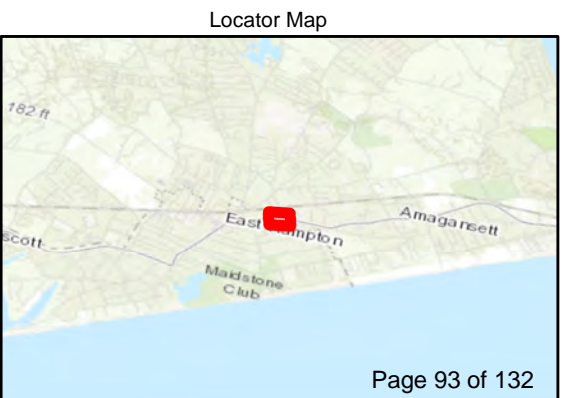 Locator Map
182 ft
East Hampton
Amagansett
scott
Maidstone
Club
Page 93 of 132